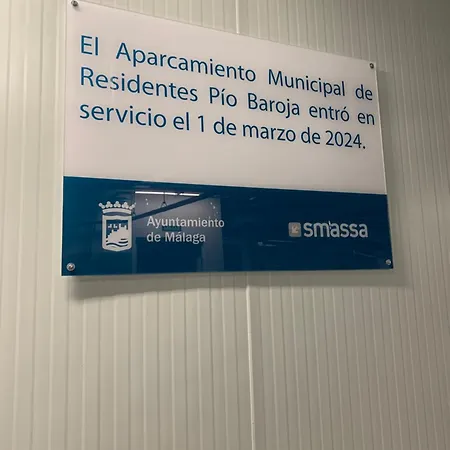 El Aparcamiento Municipal de
Residentes Pío Baroja entró en
servicio el 1 de marzo de 2024.
Ayuntamiento
de Málaga
smassa